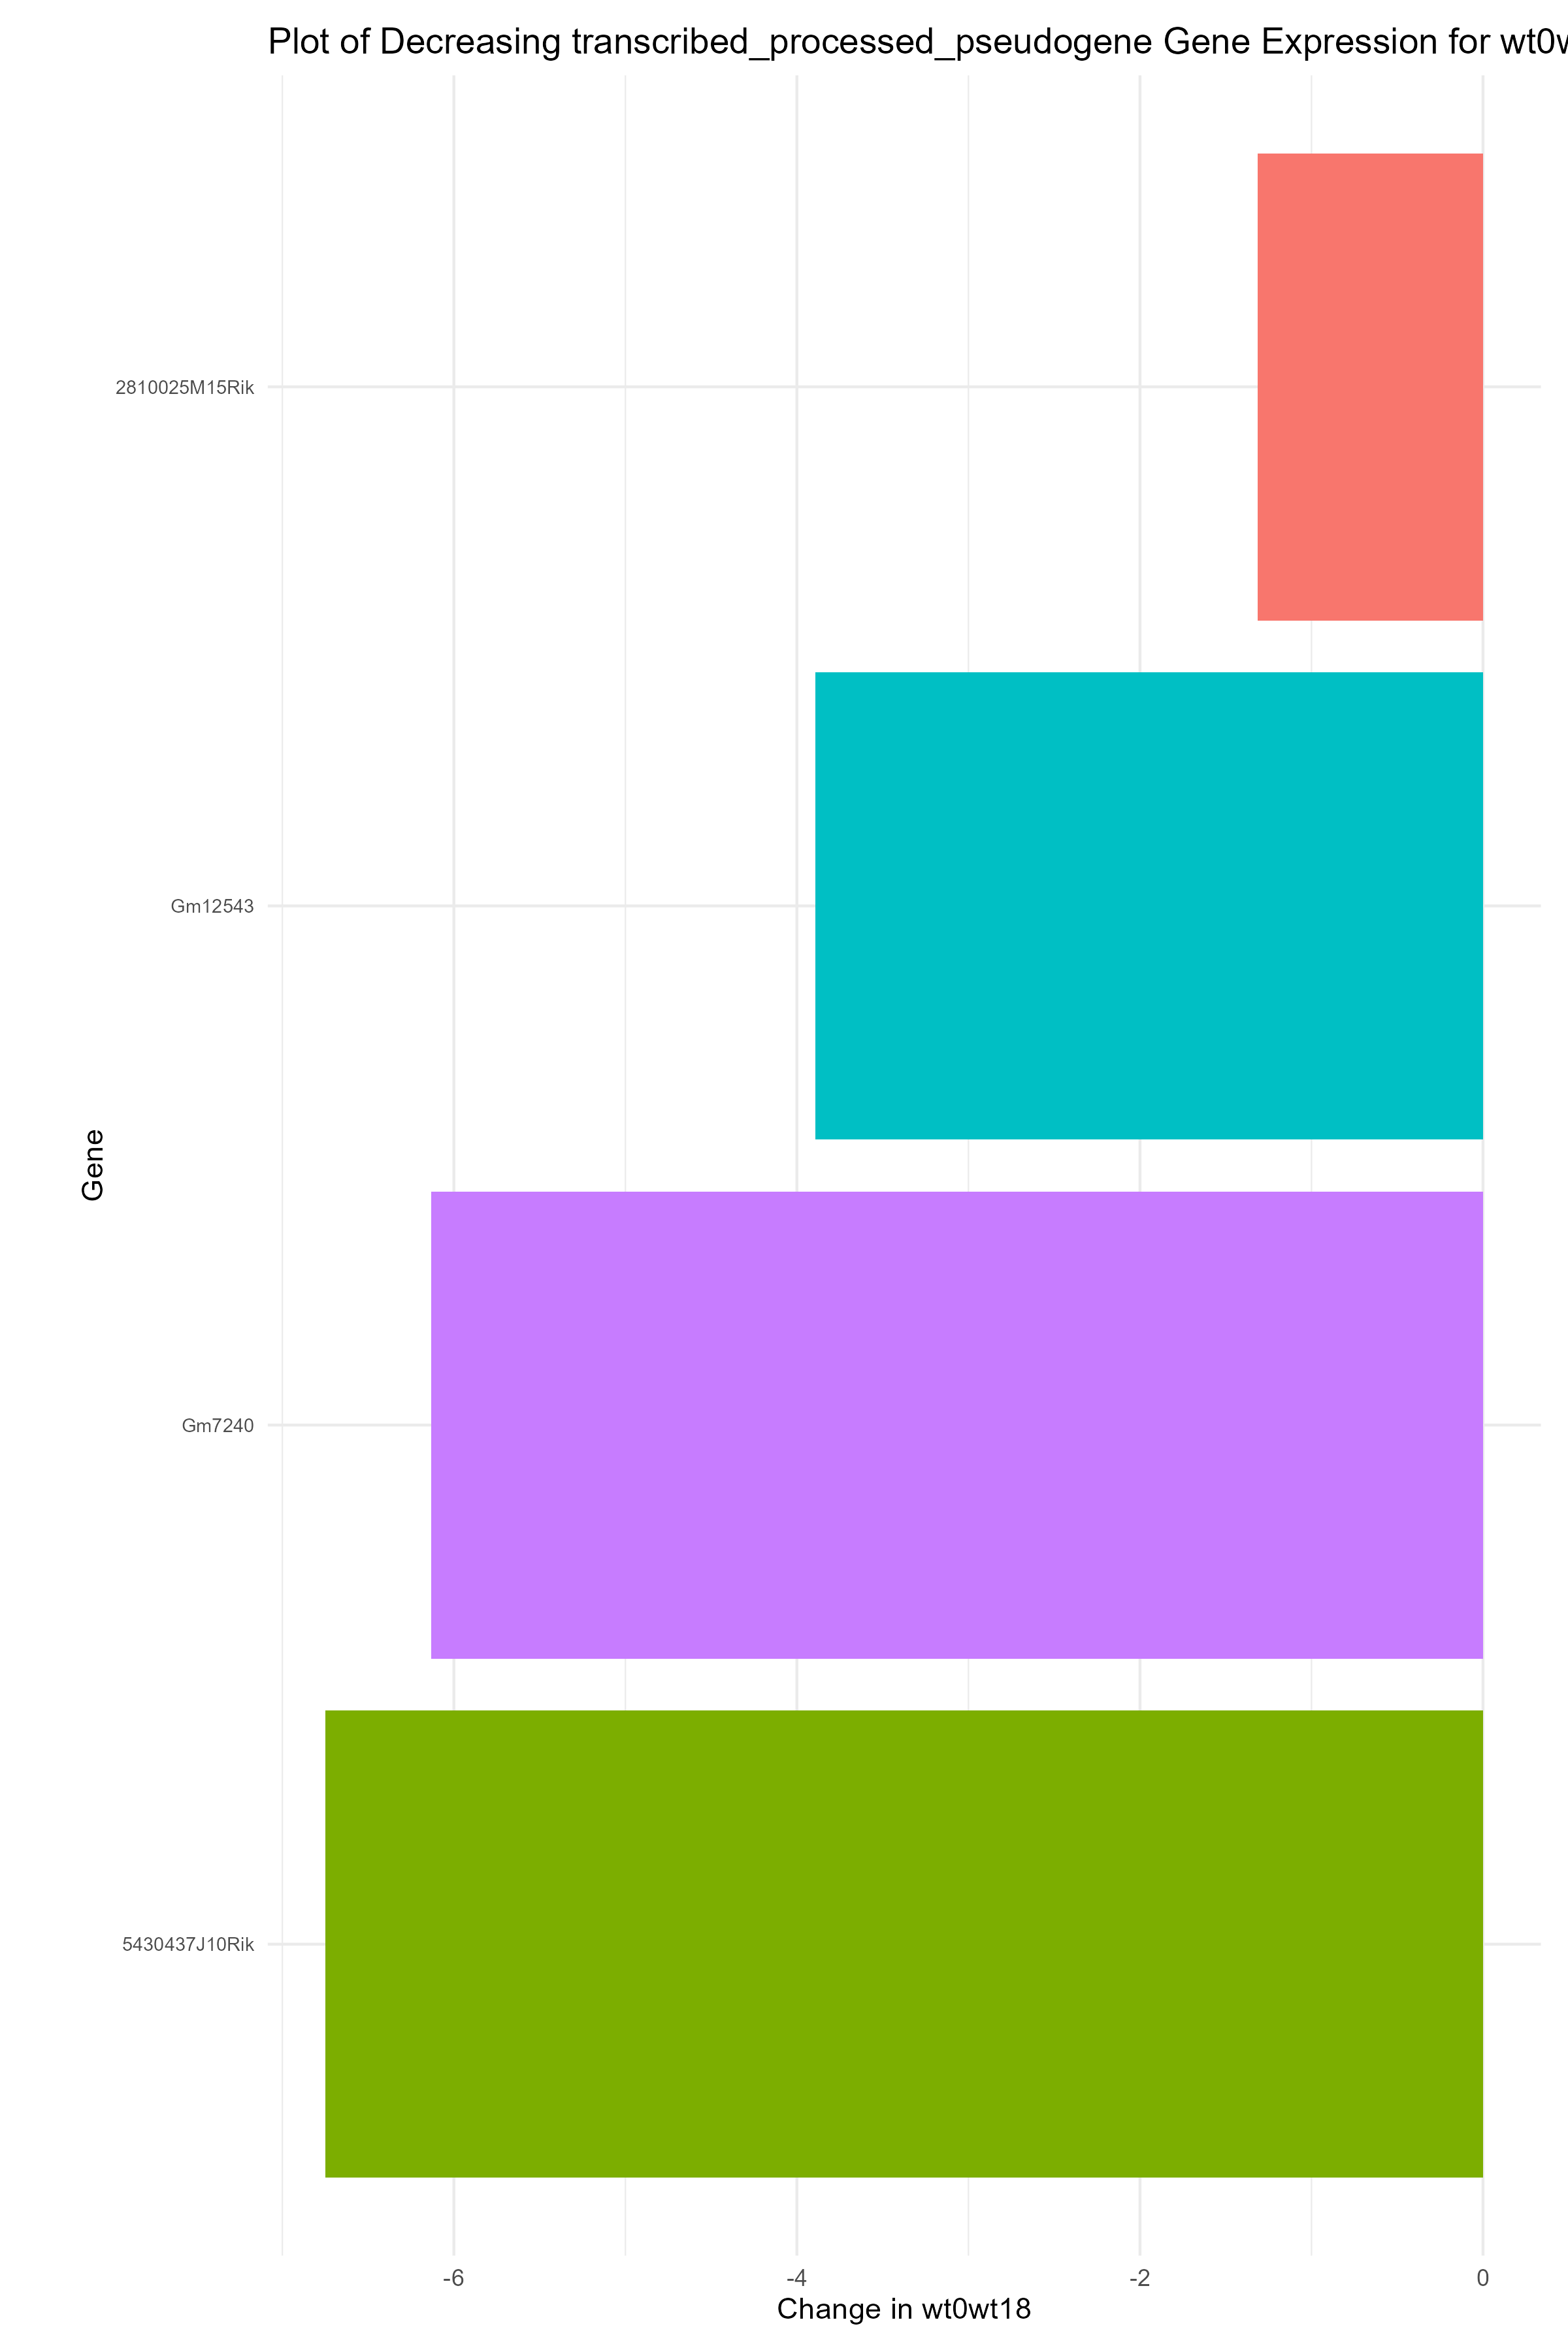 Plot of Decreasing transcribed_processed_pseudogene Gene Expression for wt0
2810025M15Rik
Gm12543
Gene
Gm7240
5430437J10Rik
-6 -4 -2 0
Change in wt0wt18